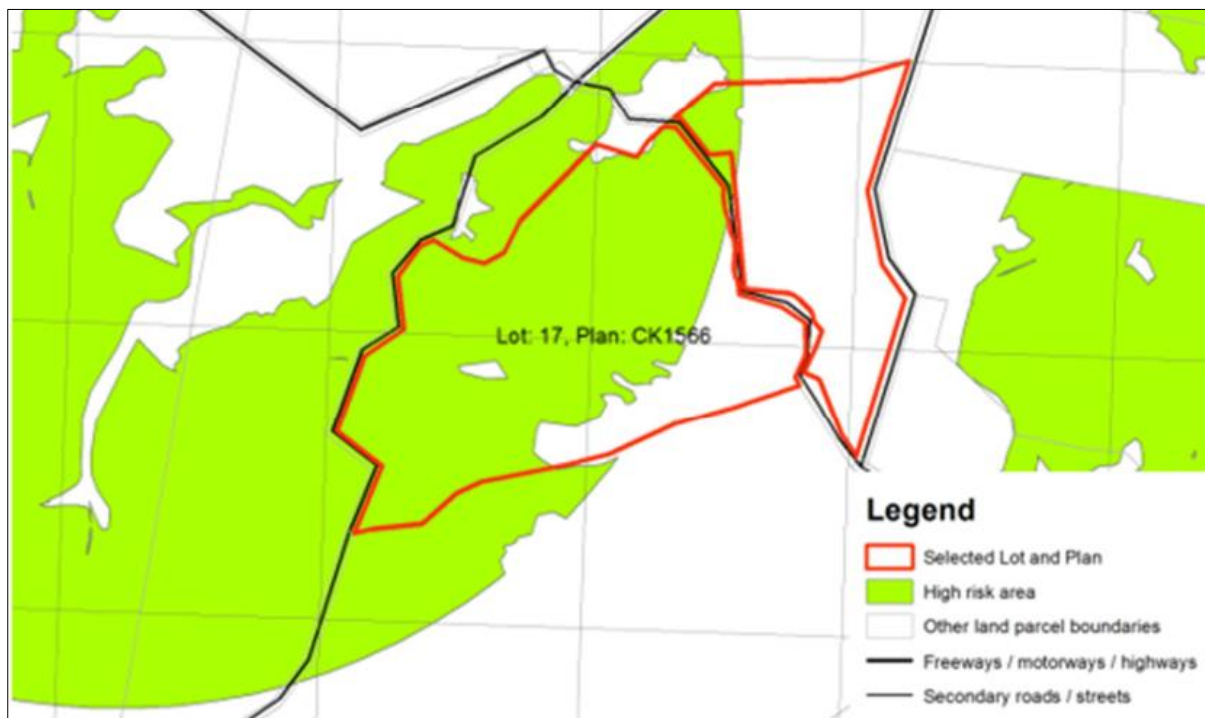 Lot: 17, Plan: CK1566
Legend
Selected Lot and Plan
High risk area
Other land parcel boundaries
Freeways / motorways / highways
Secondary roads / streets